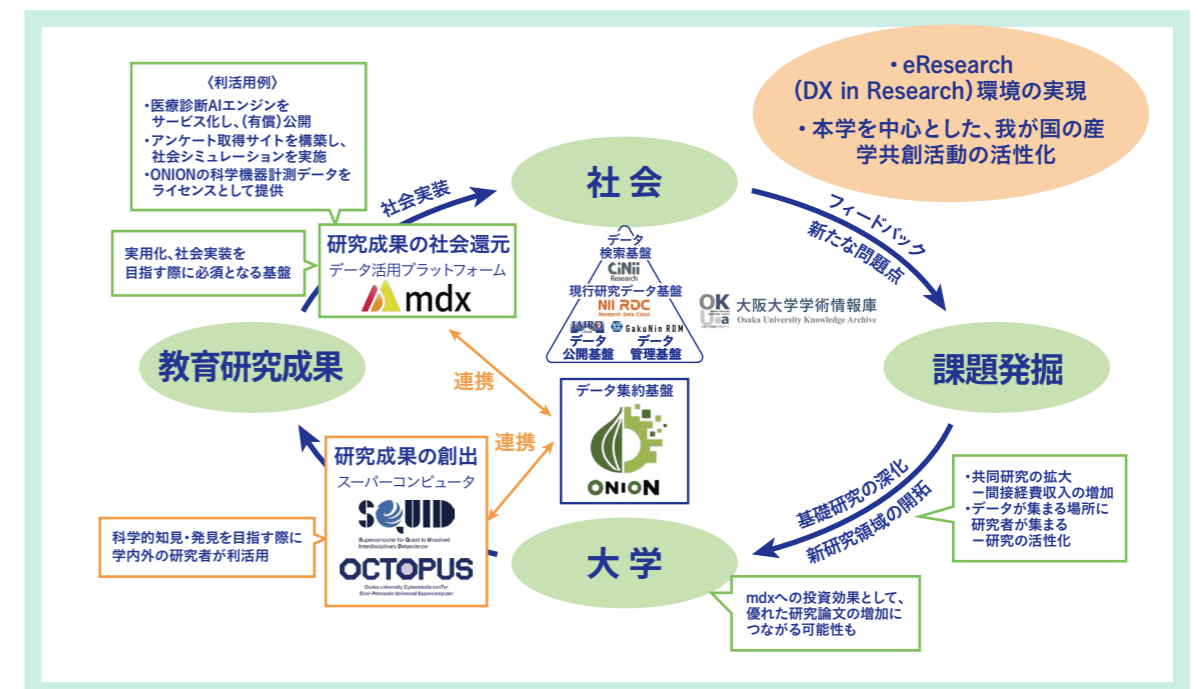 ・eResearch
（DX in Research）環境の実現
・本学を中心とした、我が国の産
学共創活動の活性化
〈利活用例〉
・医療診断AIエンジンを
サービス化し、（有償）公開
・アンケート取得サイトを構築し、
社会シミュレーションを実施
・ONIONの科学機器計測データを
ライセンスとして提供
社会実装
社会
フィードバック
新たな問題点
実用化、社会実装を
目指す際に必須となる基盤
研究成果の社会還元
データ活用プラットフォーム
mdx
データ
検索基盤
CiNii
Research
現行研究データ基盤
NII RDC
Research Data Cloud
JAIRO
GakuNin RDM
データ
公開基盤
データ
管理基盤
OUKA
大阪大学学術情報庫
Osaka University Knowledge Archive
教育研究成果
課題発掘
連携
連携
データ集約基盤
ONION
研究成果の創出
スーパーコンピュータ
SQUID
Supercomputer for Quest to Unsolved
Interdisciplinary Datascience
OCTOPUS
Osaka university Cybermedia cenTer
Over-Petascale Universal Supercomputer
科学的知見・発見を目指す際に
学内外の研究者が利活用
基礎研究の深化
新研究領域の開拓
・共同研究の拡大
ー間接経費収入の増加
・データが集まる場所に
研究者が集まる
ー研究の活性化
大学
mdxへの投資効果として、
優れた研究論文の増加に
つながる可能性も